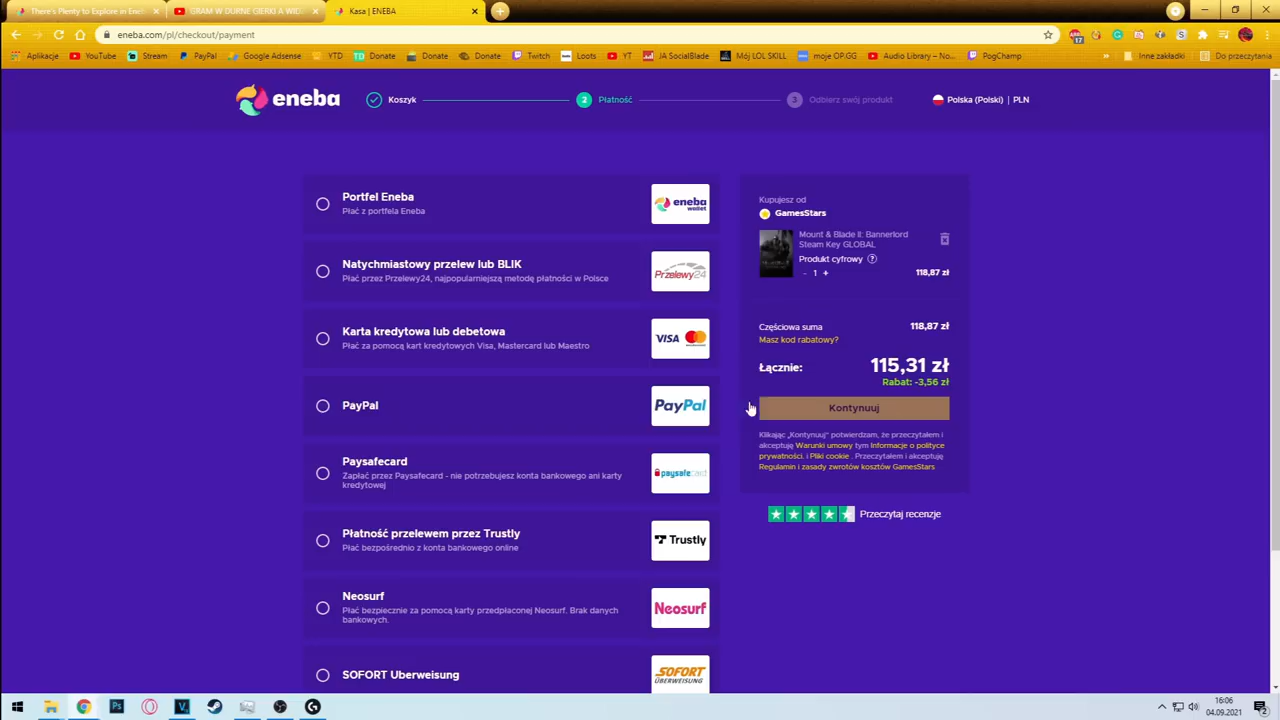 There's Plenty to Explore in Eneb
GRAM W DURNE GIERKI A WID
Kasa | ENEBA
eneba.com/pl/checkout/payment
17
Aplikacje
YouTube
Stream
PayPal
Google Adsense
YTD
Donate
Donate
Donate
Twitch
Loots
YT
JA SocialBlade
Mój LOL SKILL
moje OP.GG
Audio Library – No...
PogChamp
»
Inne zakładki
Do przeczytania
eneba
Koszyk
2
Płatność
3
Odbierz swój produkt
Polska (Polski) | PLN
Portfel Eneba
Płać z portfela Eneba
eneba
wallet
Natychmiastowy przelew lub BLIK
Płać przez Przelewy24, najpopularniejszą metodę płatności w Polsce
Przelewy24
Karta kredytowa lub debetowa
Płać za pomocą kart kredytowych Visa, Mastercard lub Maestro
VISA
PayPal
PayPal
Paysafecard
Zapłać przez Paysafecard - nie potrzebujesz konta bankowego ani karty
kredytowej
paysafecard
Płatność przelewem przez Trustly
Płać bezpośrednio z konta bankowego online
Trustly
Neosurf
Płać bezpiecznie za pomocą karty przedpłaconej Neosurf. Brak danych
bankowych.
Neosurf
SOFORT Uberweisung
SOFORT
ÜBERWEISUNG
Kupujesz od
GamesStars
Mount & Blade II: Bannerlord
Steam Key GLOBAL
Produkt cyfrowy ?
- 1 +
118,87 zł
Częściowa suma
118,87 zł
Masz kod rabatowy?
Łącznie:
115,31 zł
Rabat: -3,56 zł
Kontynuuj
Klikając „Kontynuuj" potwierdzam, że przeczytałem i
akceptuję Warunki umowy tym Informacje o polityce
prywatności. i Pliki cookie . Przeczytałem i akceptuję
Regulamin i zasady zwrotów kosztów GamesStars
Przeczytaj recenzje
Ps
V
16:06
04.09.2021
2